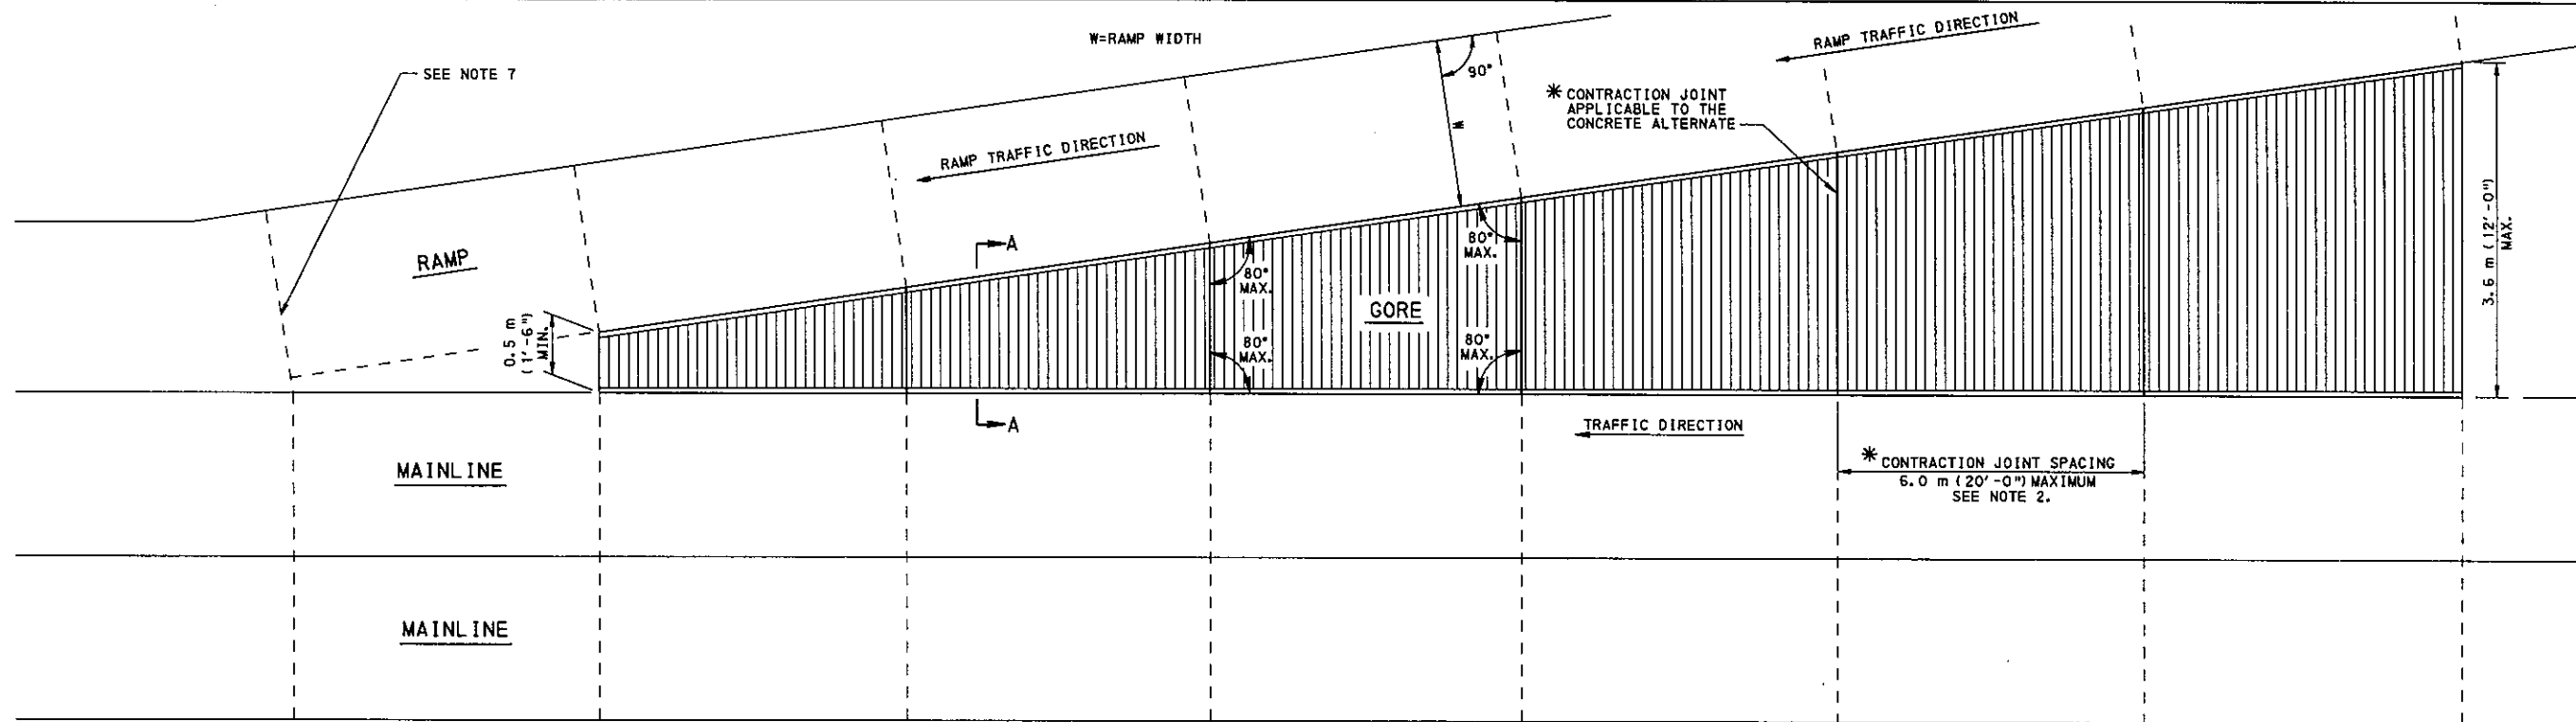 W=RAMP WIDTH
RAMP TRAFFIC DIRECTION
SEE NOTE 7
90°
* CONTRACTION JOINT
APPLICABLE TO THE
CONCRETE ALTERNATE
W
RAMP TRAFFIC DIRECTION
3.6 m (12'-0")
MAX.
A
80°
MAX.
RAMP
80°
MAX.
GORE
0.5 m
(1'-6")
MIN.
80°
MAX.
80°
MAX.
A
TRAFFIC DIRECTION
MAINLINE
* CONTRACTION JOINT SPACING
6.0 m (20'-0") MAXIMUM
SEE NOTE 2.
MAINLINE